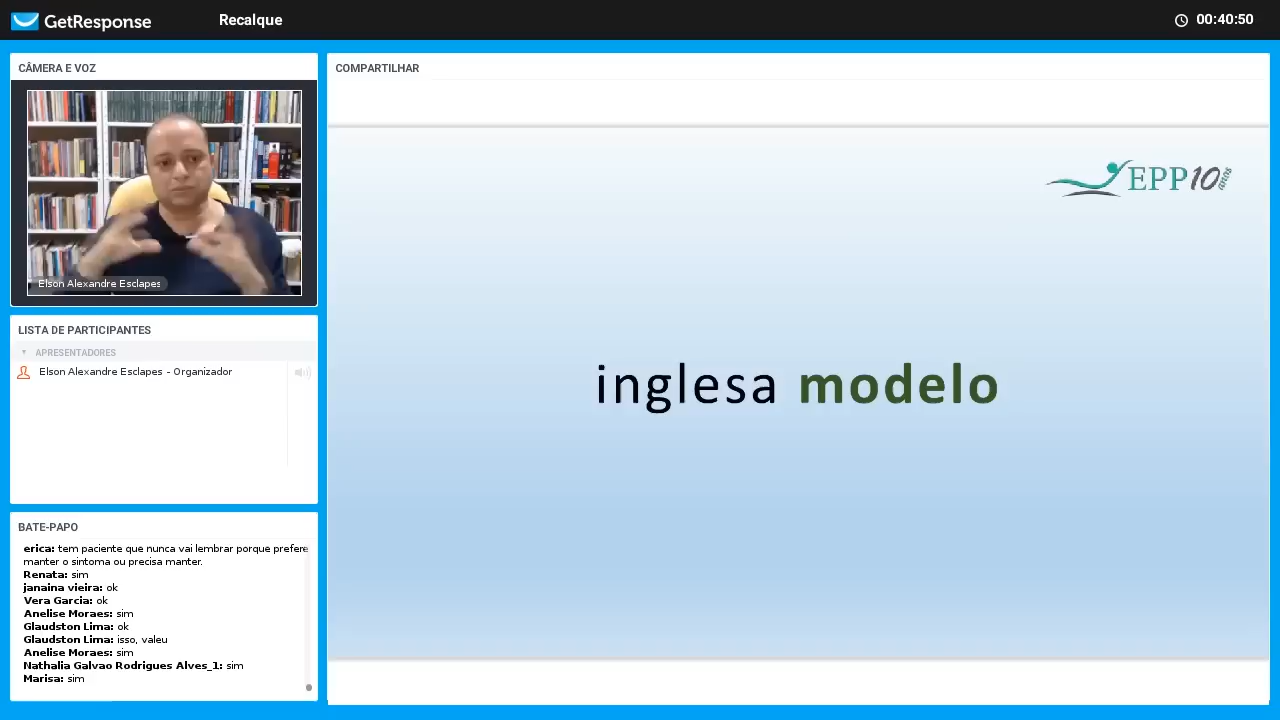 GetResponse
Recalque
00:40:50
CÂMERA E VOZ
Elson Alexandre Esclapes
LISTA DE PARTICIPANTES
APRESENTADORES
Elson Alexandre Esclapes - Organizador
BATE-PAPO
erica: tem paciente que nunca vai lembrar porque prefere
manter o sintoma ou precisa manter.
Renata: sim
janaina vieira: ok
Vera Garcia: ok
Anelise Moraes: sim
Glaudston Lima: ok
Glaudston Lima: isso, valeu
Anelise Moraes: sim
Nathalia Galvao Rodrigues Alves_1: sim
Marisa: sim
COMPARTILHAR
EPP10 anos
inglesa modelo